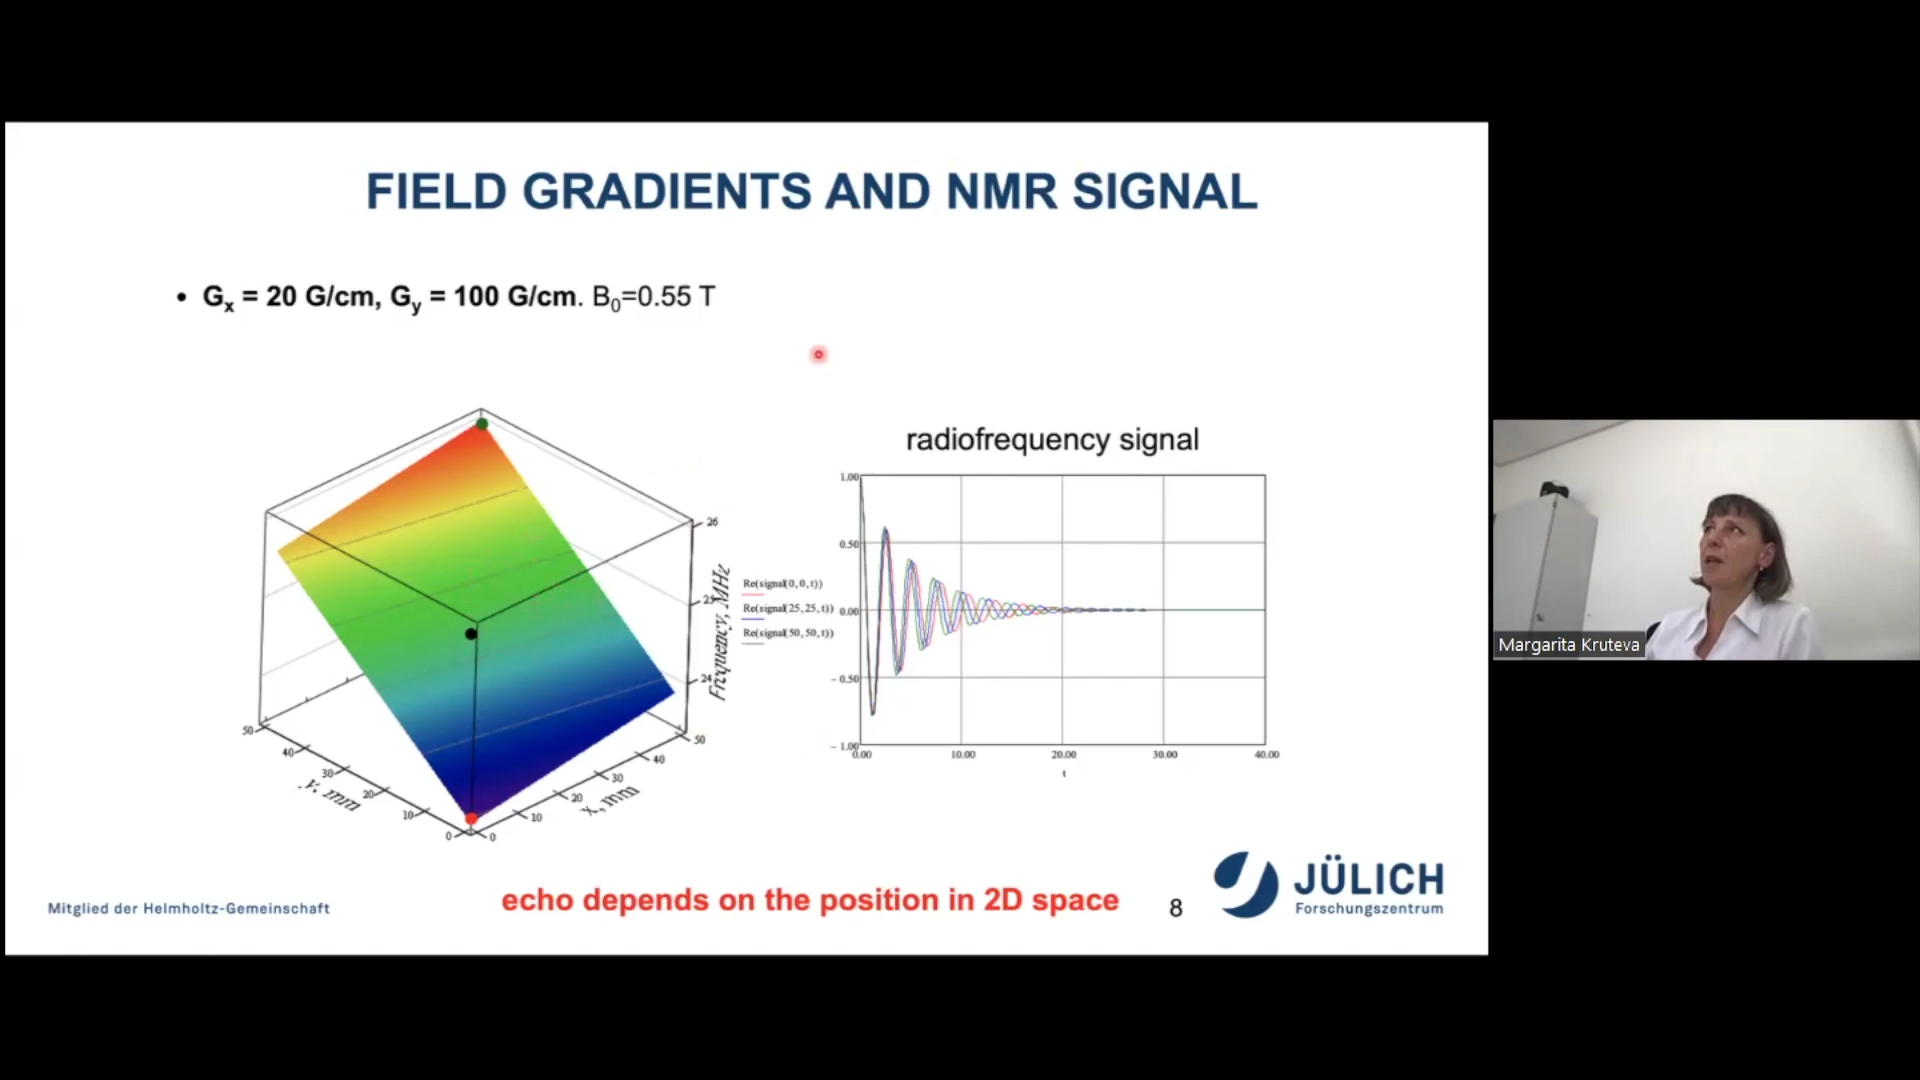 FIELD GRADIENTS AND NMR SIGNAL
• Gx = 20 G/cm, Gy = 100 G/cm. B0=0.55 T
radiofrequency signal
26
25
24
Frequency, MHz
50
40
30
20
10
0
y, mm
0
10
20
30
40
50
x, mm
Re(signal(0,0,t))
Re(signal(25,25,t))
Re(signal(50,50,t))
1.00
0.50
0.00
− 0.50
− 1.00
0.00
10.00
20.00
30.00
40.00
t
Margarita Kruteva
echo depends on the position in 2D space
Mitglied der Helmholtz-Gemeinschaft
8
JÜLICH
Forschungszentrum